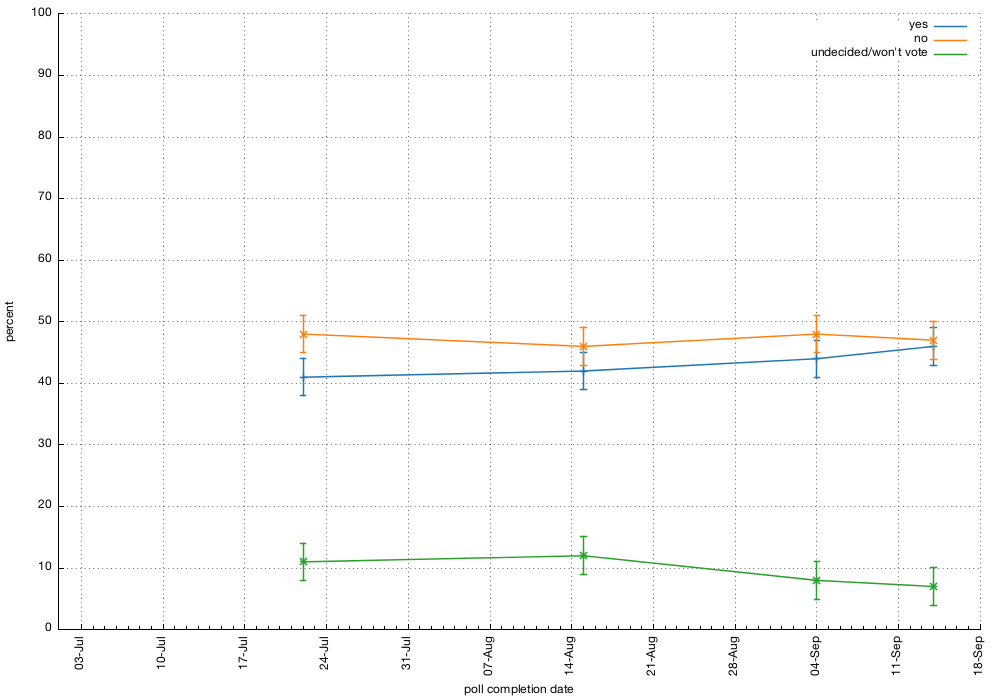 100
90
80
70
60
50
40
30
20
10
0
percent
yes
no
undecided/won't vote
03-Jul
10-Jul
17-Jul
24-Jul
31-Jul
07-Aug
14-Aug
21-Aug
28-Aug
04-Sep
11-Sep
18-Sep
poll completion date